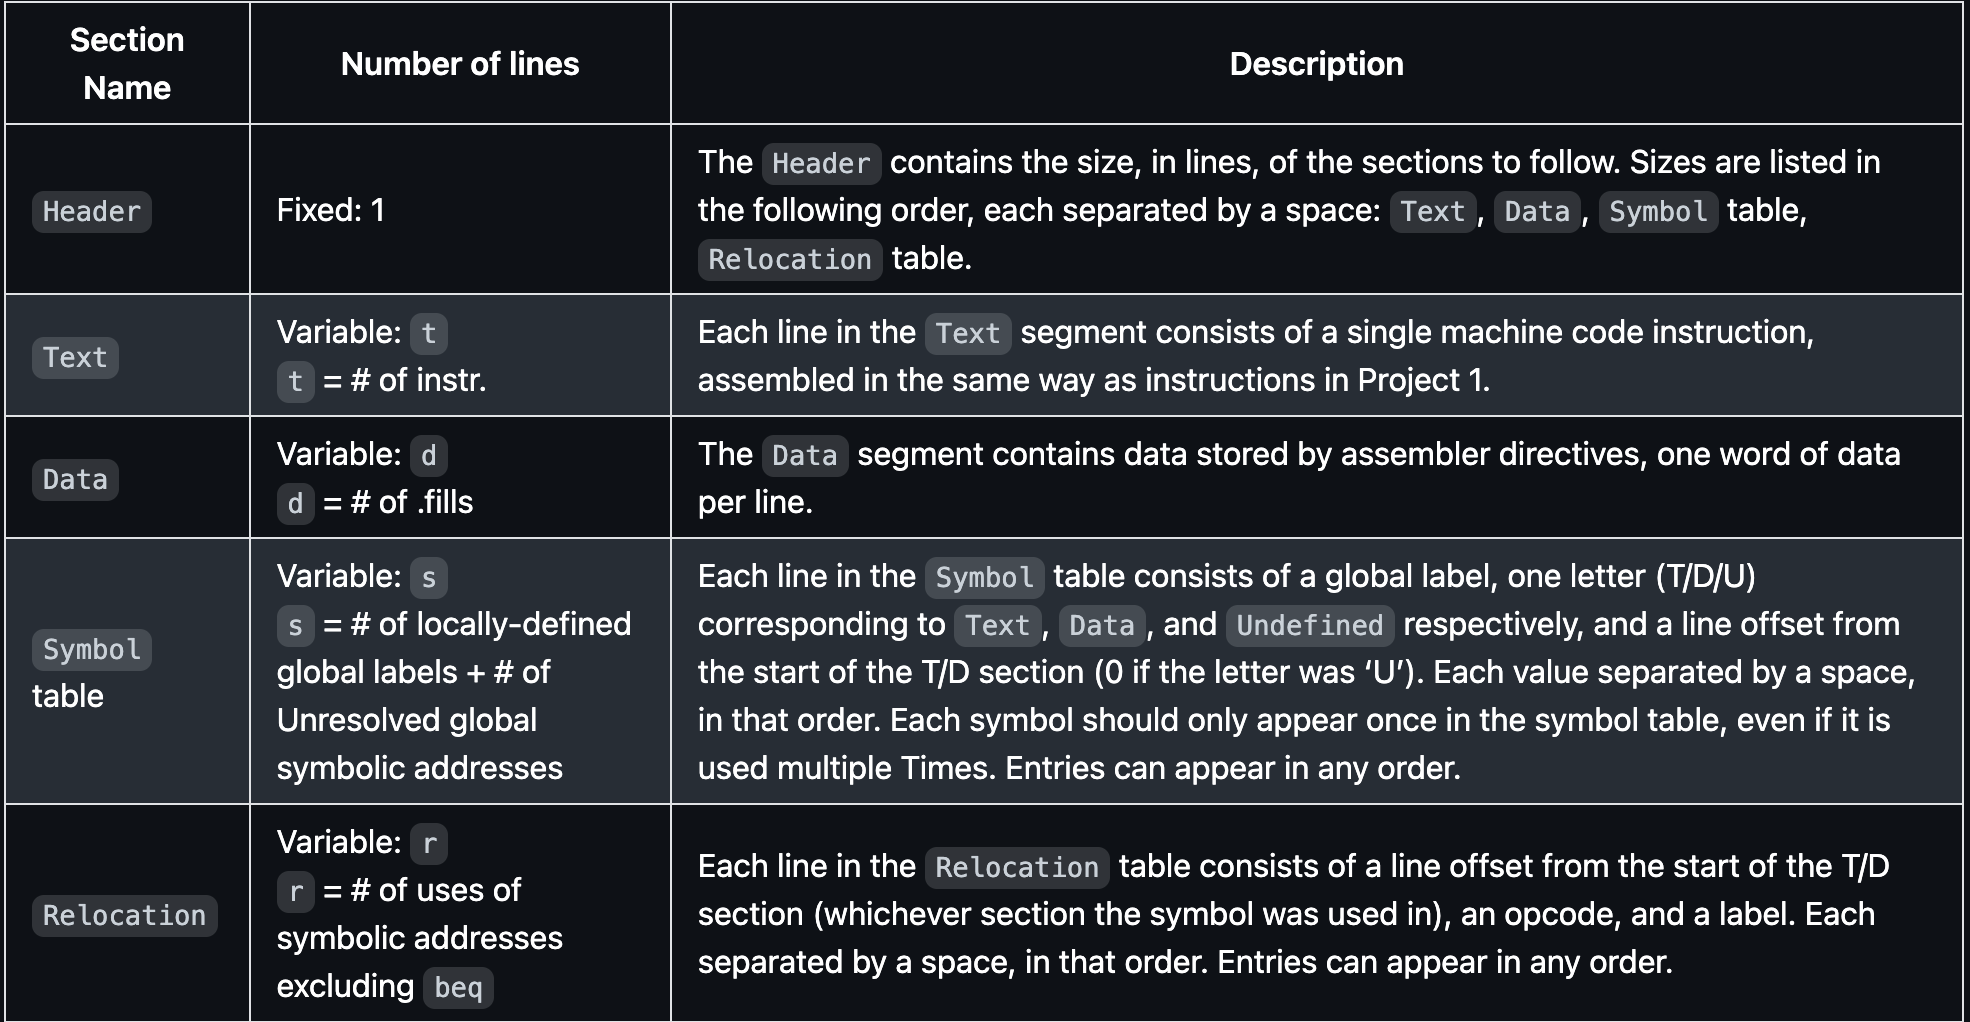 Section
Name
Number of lines
Description
Header
Fixed: 1
The Header contains the size, in lines, of the sections to follow. Sizes are listed in
the following order, each separated by a space: Text, Data, Symbol table,
Relocation table.
Text
Variable: t
t = # of instr.
Each line in the Text segment consists of a single machine code instruction,
assembled in the same way as instructions in Project 1.
Data
Variable: d
d = # of .fills
The Data segment contains data stored by assembler directives, one word of data
per line.
Symbol
table
Variable: s
s = # of locally-defined
global labels + # of
Unresolved global
symbolic addresses
Each line in the Symbol table consists of a global label, one letter (T/D/U)
corresponding to Text, Data, and Undefined respectively, and a line offset from
the start of the T/D section (0 if the letter was ‘U’). Each value separated by a space,
in that order. Each symbol should only appear once in the symbol table, even if it is
used multiple Times. Entries can appear in any order.
Relocation
Variable: r
r = # of uses of
symbolic addresses
excluding beq
Each line in the Relocation table consists of a line offset from the start of the T/D
section (whichever section the symbol was used in), an opcode, and a label. Each
separated by a space, in that order. Entries can appear in any order.